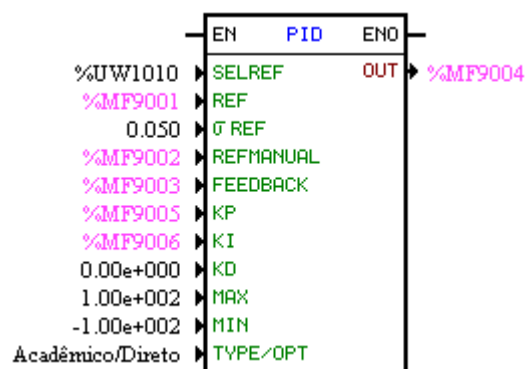 EN PID ENO
%UW1010 SELREF OUT %MF9004
%MF9001 REF
0.050 σ REF
%MF9002 REFMANUAL
%MF9003 FEEDBACK
%MF9005 KP
%MF9006 KI
0.00e+000 KD
1.00e+002 MAX
-1.00e+002 MIN
Acadêmico/Direto TYPE/OPT